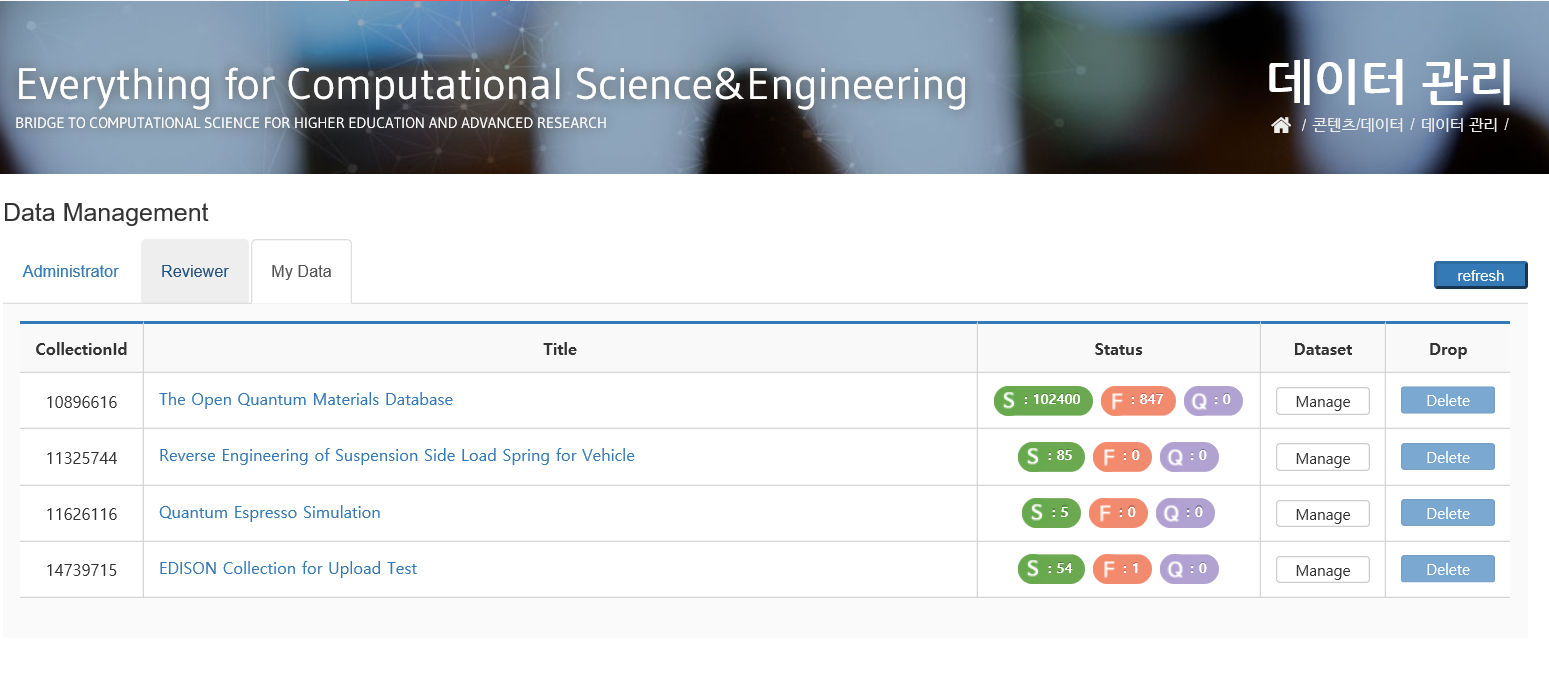 Everything for Computational Science&Engineering
데이터 관리
BRIDGE TO COMPUTATIONAL SCIENCE FOR HIGHER EDUCATION AND ADVANCED RESEARCH
/ 콘텐츠/데이터 / 데이터 관리 /
Data Management
Administrator Reviewer My Data refresh
CollectionId Title Status Dataset Drop
10896616 The Open Quantum Materials Database S : 102400 F : 847 Q : 0 Manage Delete
11325744 Reverse Engineering of Suspension Side Load Spring for Vehicle S : 85 F : 0 Q : 0 Manage Delete
11626116 Quantum Espresso Simulation S : 5 F : 0 Q : 0 Manage Delete
14739715 EDISON Collection for Upload Test S : 54 F : 1 Q : 0 Manage Delete